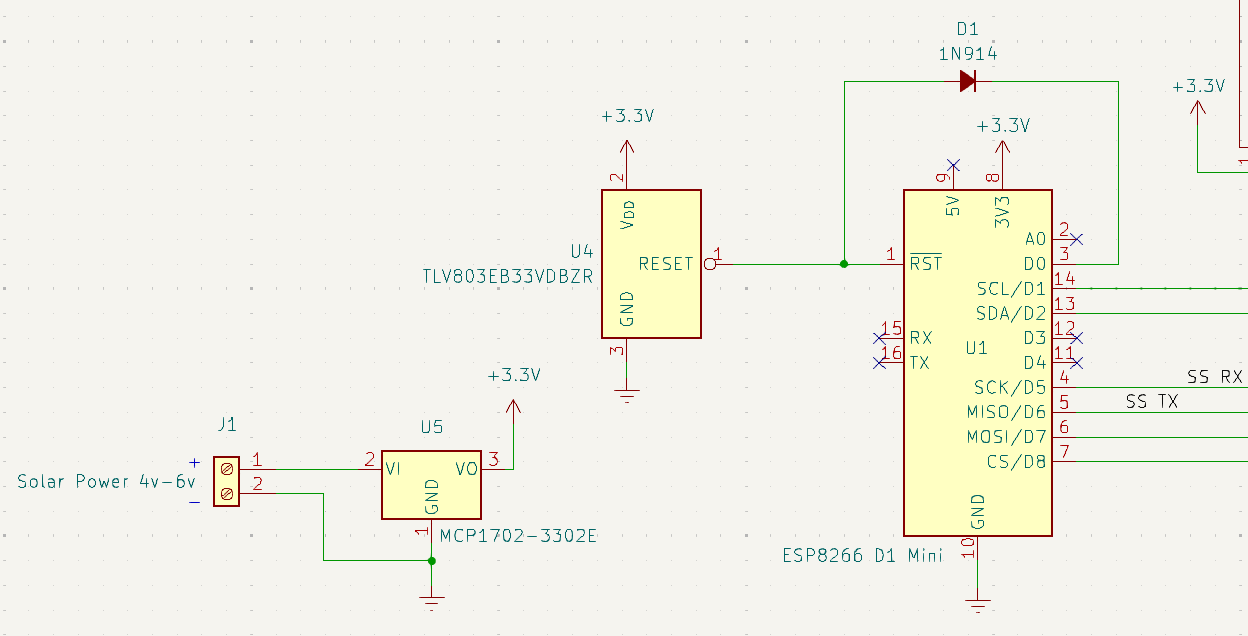 D1
1N914
+3.3V
+3.3V
+3.3V
2
9
8
VDD
5V
3V3
A0
2
U4
TLV803EB33VDBZR
RESET
1
1
RST
D0
3
SCL/D1
14
GND
SDA/D2
13
15
RX
U1
D3
12
3
16
TX
D4
11
+3.3V
SCK/D5
4
SS RX
MISO/D6
5
SS TX
J1
U5
MOSI/D7
6
+
1
2
VI
VO
3
CS/D8
7
Solar Power 4v-6v
2
-
GND
GND
1
MCP1702-3302E
10
ESP8266 D1 Mini